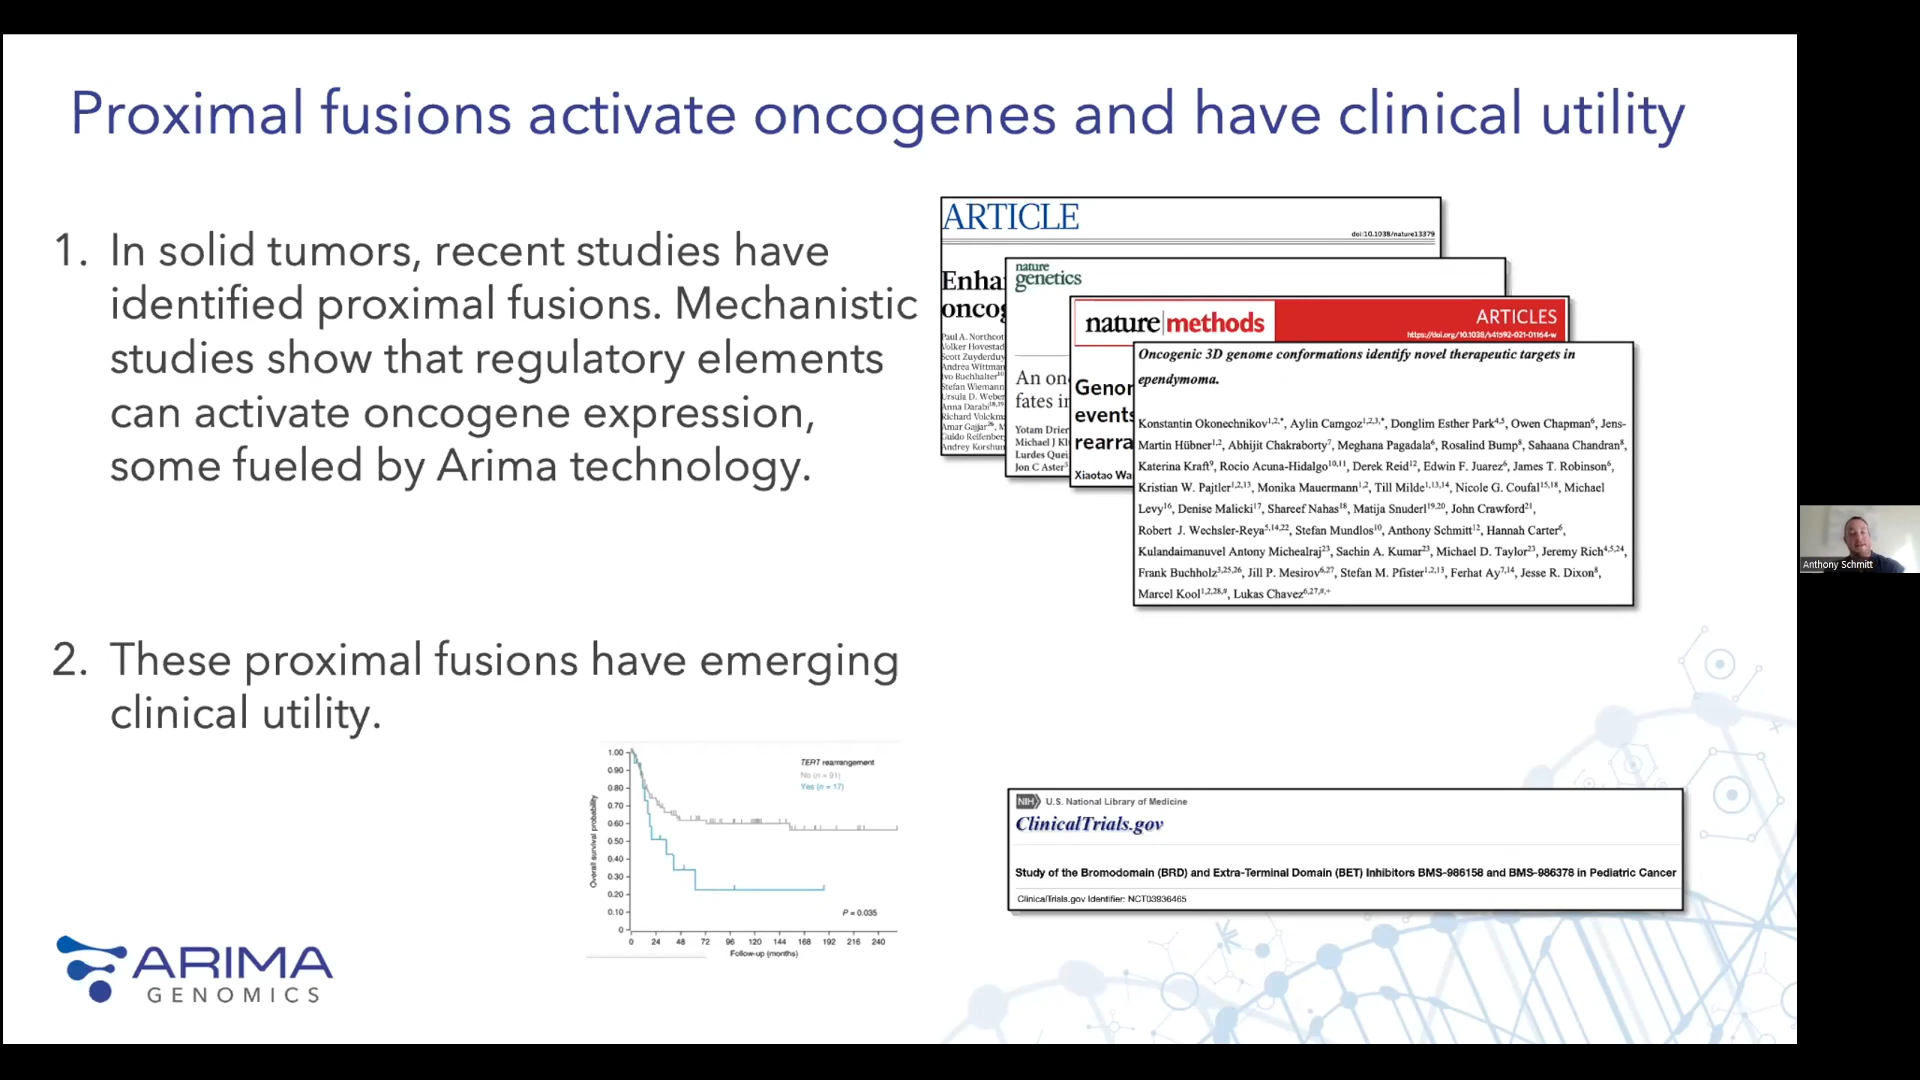 Proximal fusions activate oncogenes and have clinical utility
1. In solid tumors, recent studies have
identified proximal fusions. Mechanistic
studies show that regulatory elements
can activate oncogene expression,
some fueled by Arima technology.
ARTICLE
doi:10.1038/nature13379
Enha
oncog
Paul A. Northcot
Volker Hovestad
Scott Zuyderduy
Andrea Wittman
Ivo Buchhalter
Stefan Wiemann
Ursula D. Weber
Anna Darabi
Richard Volckm
Amar Gajjar
Guido Reifenber
Andrey Korshun
nature
genetics
An on
fates in
Yotam Drier
Michael J Kl
Lurdes Quei
Jon C Aster
nature methods
ARTICLES
https://doi.org/10.1038/s41592-021-01164-w
Genor
events
rearra
Xiaotao Wa
Oncogenic 3D genome conformations identify novel therapeutic targets in
ependymoma.
Konstantin Okonechnikov1,2,*, Aylin Camgoz1,2,3,*, Donglim Esther Park4,5, Owen Chapman6, Jens-
Martin Hübner1,2, Abhijit Chakraborty7, Meghana Pagadala6, Rosalind Bump8, Sahaana Chandran8,
Katerina Kraft9, Rocio Acuna-Hidalgo10,11, Derek Reid12, Edwin F. Juarez6, James T. Robinson6,
Kristian W. Pajtler1,2,13, Monika Mauermann1,2, Till Milde1,13,14, Nicole G. Coufal15,18, Michael
Levy16, Denise Malicki17, Shareef Nahas18, Matija Snuderl19,20, John Crawford21,
Robert J. Wechsler-Reya5,14,22, Stefan Mundlos10, Anthony Schmitt12, Hannah Carter6,
Kulandaimanuvel Antony Michealraj23, Sachin A. Kumar23, Michael D. Taylor23, Jeremy Rich4,5,24,
Frank Buchholz3,25,26, Jill P. Mesirov6,27, Stefan M. Pfister1,2,13, Ferhat Ay7,14, Jesse R. Dixon8,
Marcel Kool1,2,28,#, Lukas Chavez6,27,#,+
Anthony Schmitt
2. These proximal fusions have emerging
clinical utility.
TERT rearrangement
No (n = 91)
Yes (n = 17)
1.00
0.90
0.80
0.70
0.60
0.50
0.40
0.30
0.20
0.10
0
Overall survival probability
P = 0.035
0 24 48 72 96 120 144 168 192 216 240
Follow-up (months)
NIH U.S. National Library of Medicine
ClinicalTrials.gov
Study of the Bromodomain (BRD) and Extra-Terminal Domain (BET) Inhibitors BMS-986158 and BMS-986378 in Pediatric Cancer
ClinicalTrials.gov Identifier: NCT03936465
ARIMA
GENOMICS